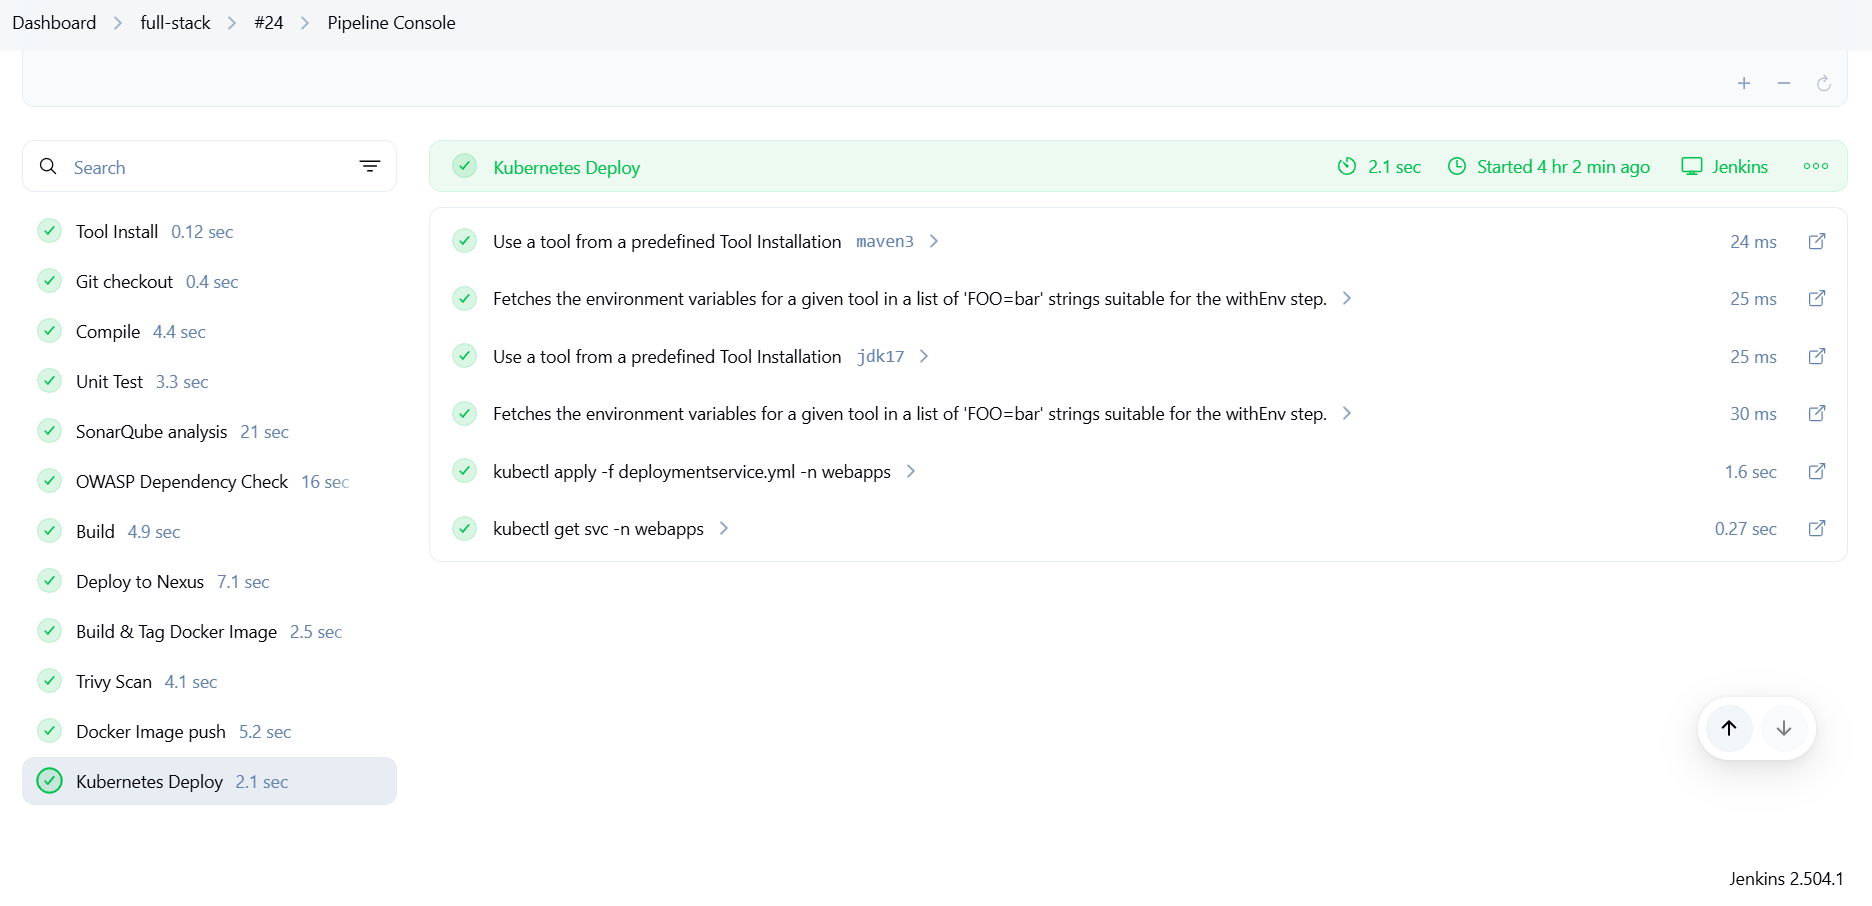 Dashboard > full-stack > #24 > Pipeline Console
Search
Tool Install 0.12 sec
Git checkout 0.4 sec
Compile 4.4 sec
Unit Test 3.3 sec
SonarQube analysis 21 sec
OWASP Dependency Check 16 sec
Build 4.9 sec
Deploy to Nexus 7.1 sec
Build & Tag Docker Image 2.5 sec
Trivy Scan 4.1 sec
Docker Image push 5.2 sec
Kubernetes Deploy 2.1 sec
Kubernetes Deploy 2.1 sec Started 4 hr 2 min ago Jenkins
Use a tool from a predefined Tool Installation maven3 24 ms
Fetches the environment variables for a given tool in a list of 'FOO=bar' strings suitable for the withEnv step. 25 ms
Use a tool from a predefined Tool Installation jdk17 25 ms
Fetches the environment variables for a given tool in a list of 'FOO=bar' strings suitable for the withEnv step. 30 ms
kubectl apply -f deploymentservice.yml -n webapps 1.6 sec
kubectl get svc -n webapps 0.27 sec
Jenkins 2.504.1